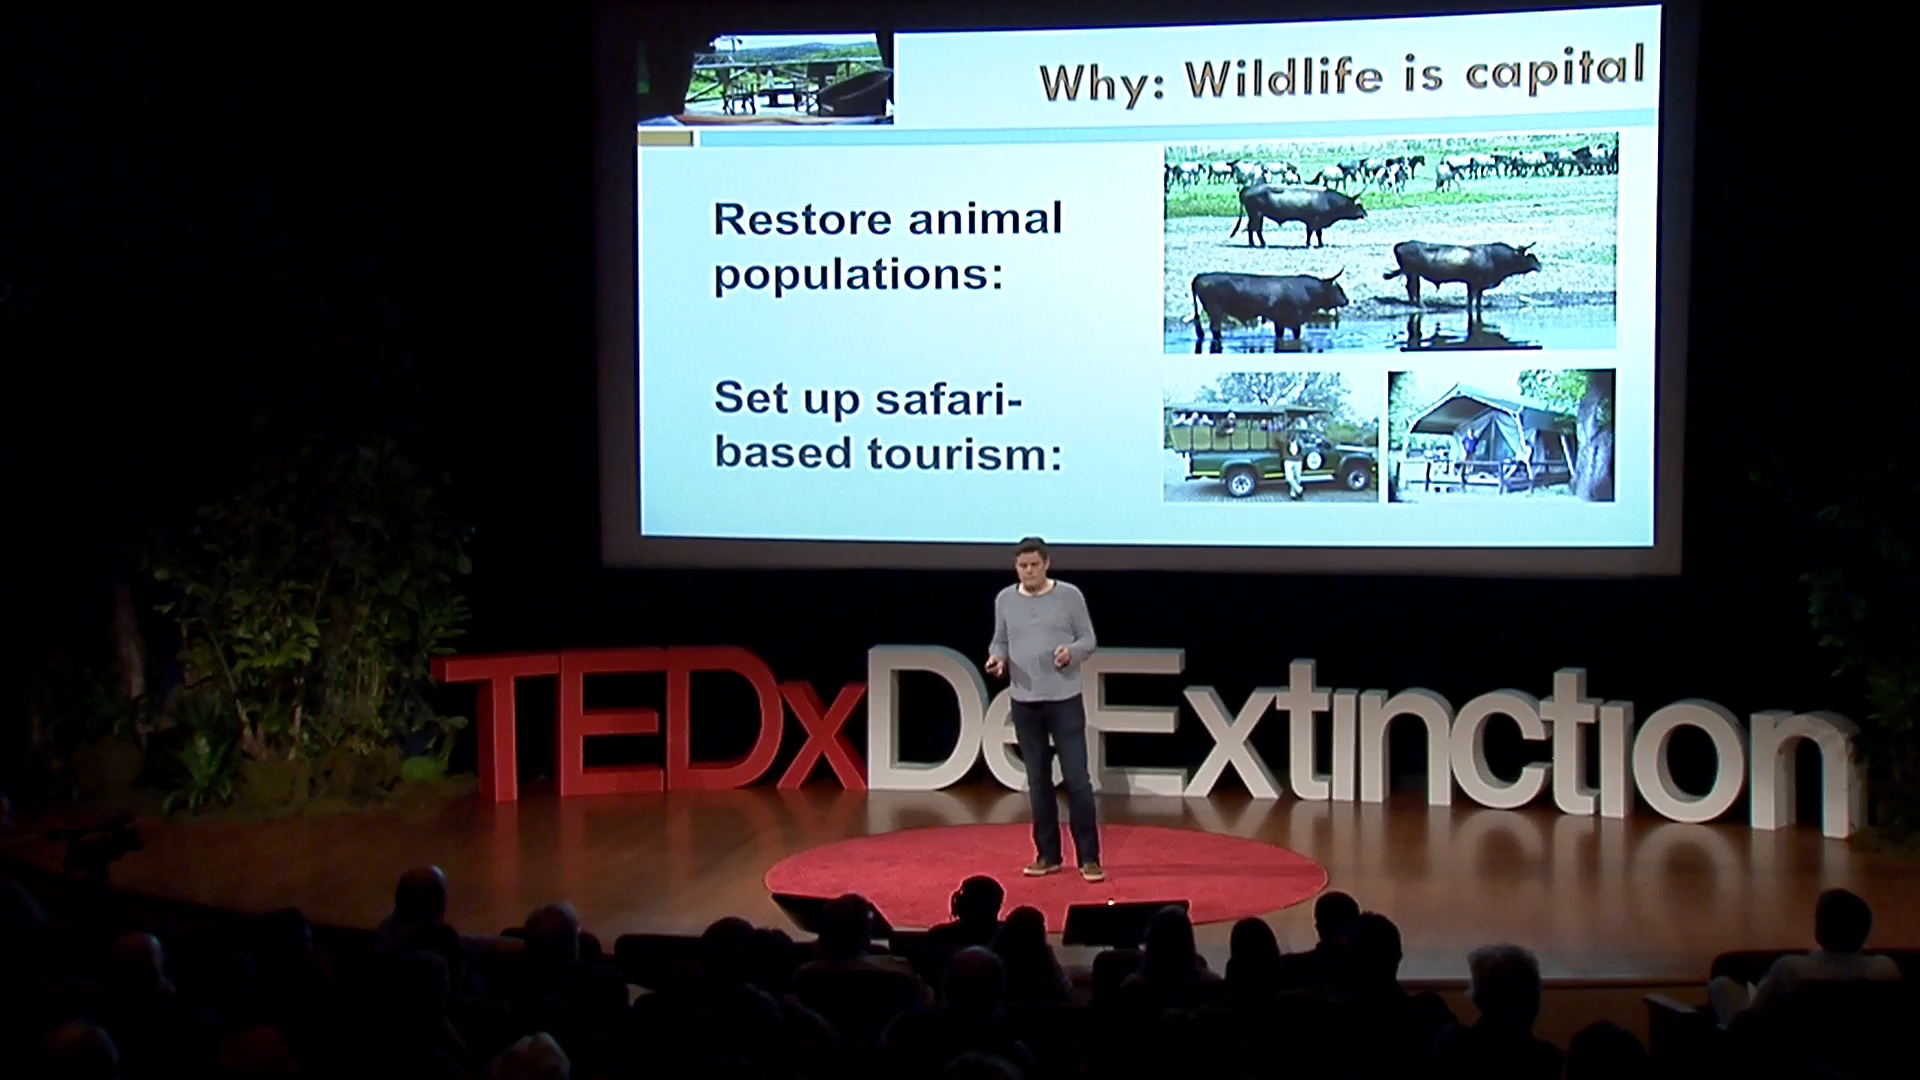 Why: Wildlife is capital
Restore animal
populations:
Set up safari-
based tourism:
TEDxDeExtinction